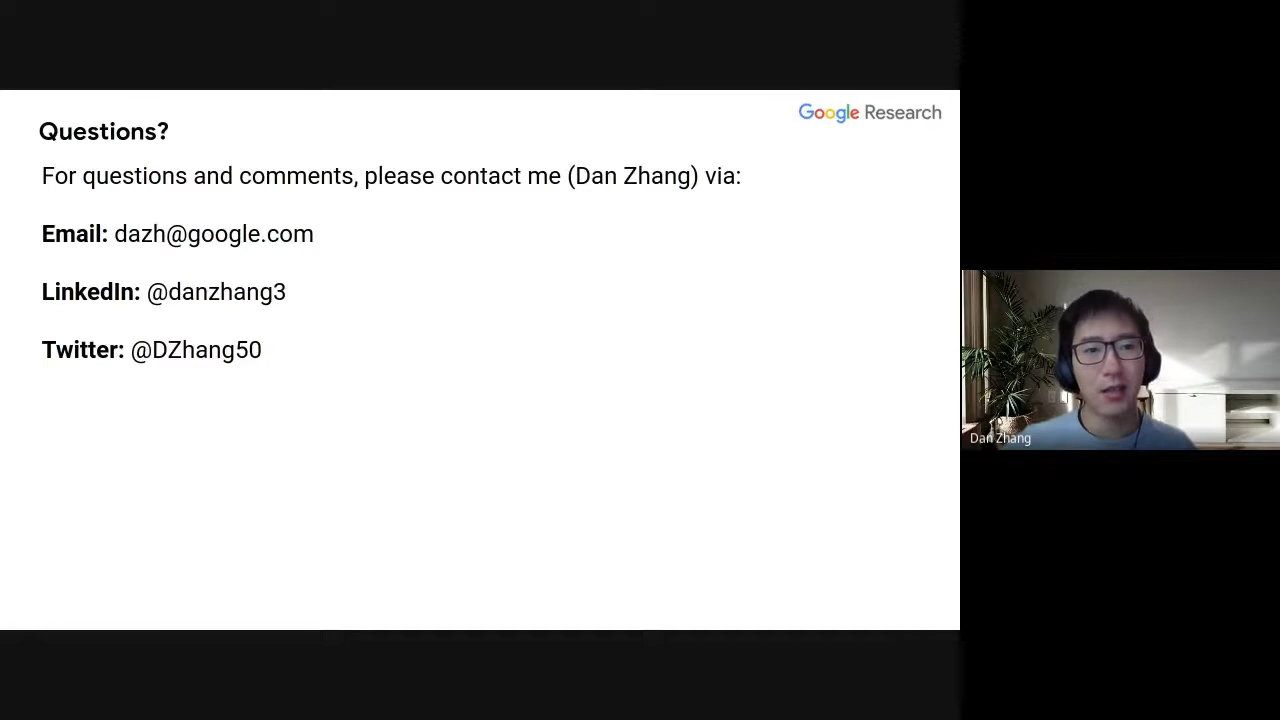 Google Research
Questions?
For questions and comments, please contact me (Dan Zhang) via:
Email: dazh@google.com
LinkedIn: @danzhang3
Twitter: @DZhang50
Dan Zhang